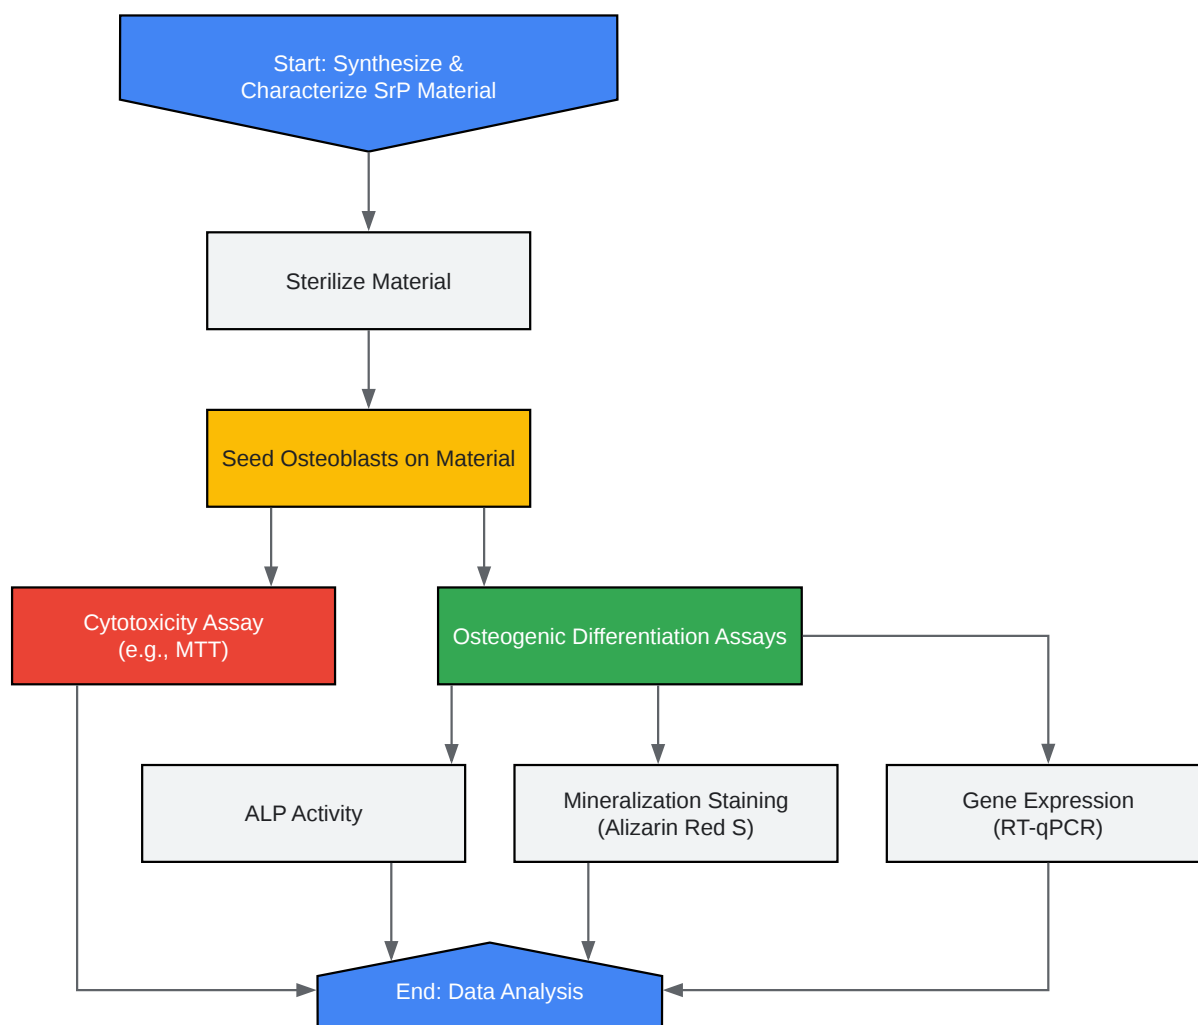 Start: Synthesize &
Characterize SrP Material
Sterilize Material
Seed Osteoblasts on Material
Cytotoxicity Assay
(e.g., MTT)
Osteogenic Differentiation Assays
ALP Activity
Mineralization Staining
(Alizarin Red S)
Gene Expression
(RT-qPCR)
End: Data Analysis